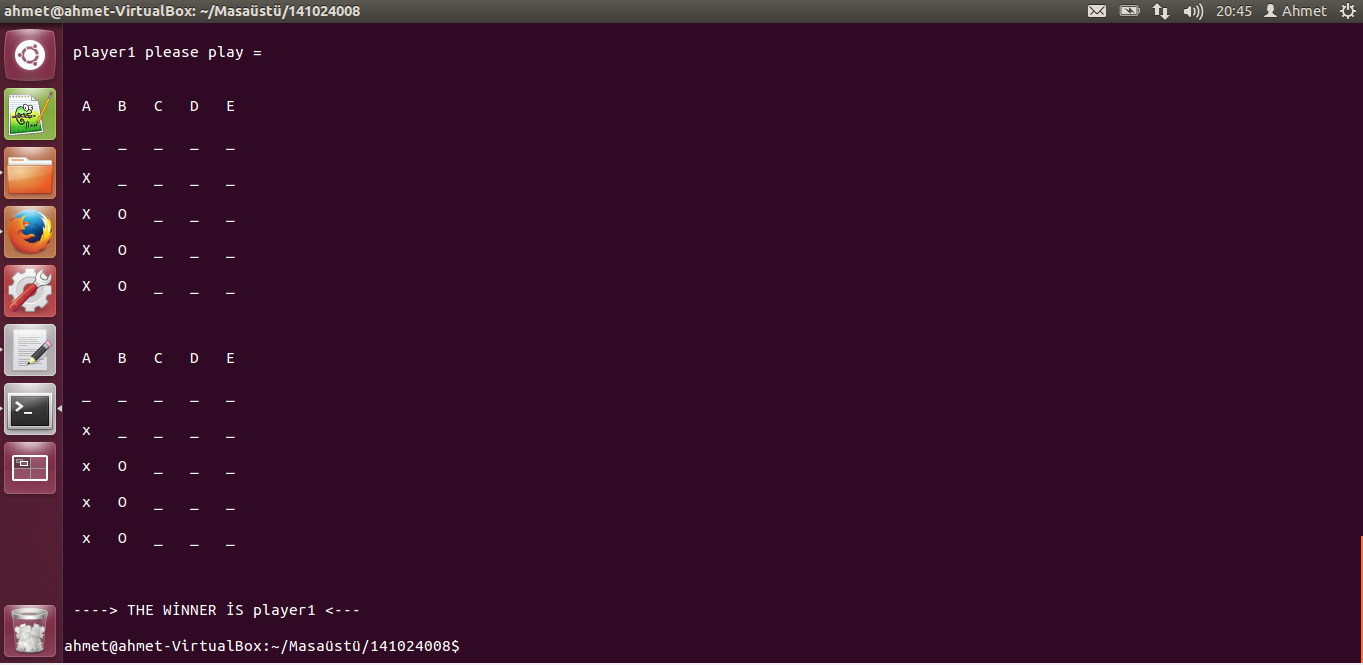 ahmet@ahmet-VirtualBox: ~/Masaüstü/141024008 20:45 Ahmet
player1 please play =
A B C D E
_ _ _ _ _
X _ _ _ _
X O _ _ _
X O _ _ _
X O _ _ _
A B C D E
_ _ _ _ _
x _ _ _ _
x O _ _ _
x O _ _ _
x O _ _ _
----> THE WİNNER İS player1 <---
ahmet@ahmet-VirtualBox:~/Masaüstü/141024008$